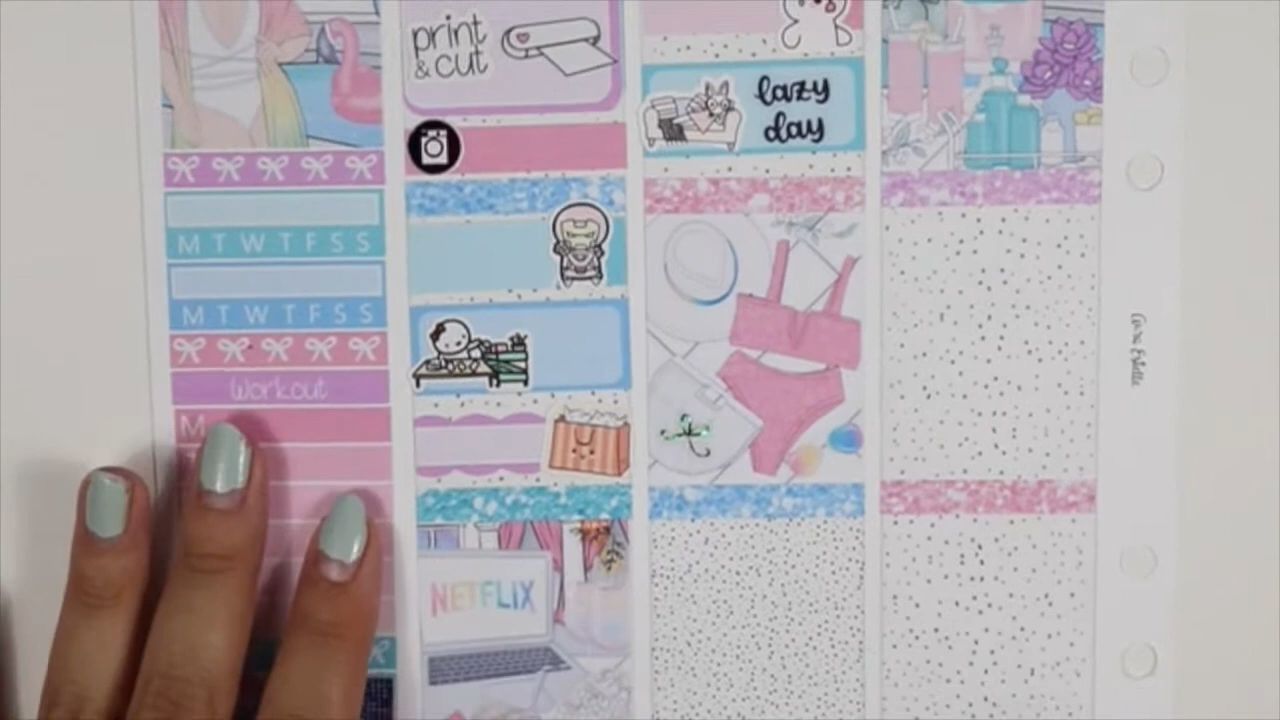 print
& cut
lazy
day
M T W T F S S
M T W T F S S
Workout
M
NETFLIX